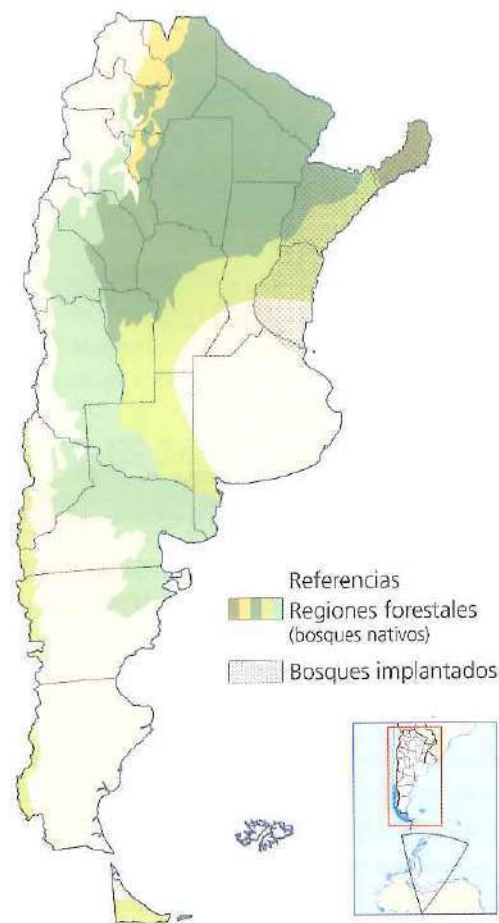 Referencias
Regiones forestales
(bosques nativos)
Bosques implantados